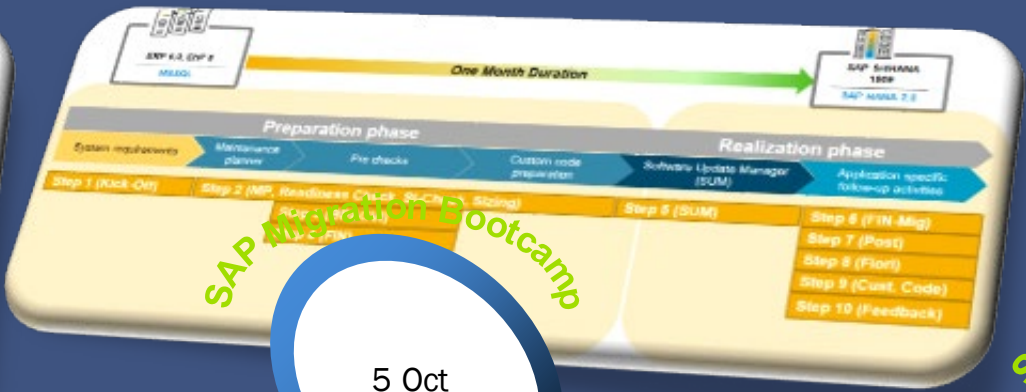 ERP 6.0, EHP 8
MSSQL
One Month Duration
SAP S/4HANA
1809
SAP HANA 2.0
Preparation phase
Realization phase
System requirements
Maintenance
planner
Pre checks
Custom code
preparation
Software Update Manager
(SUM)
Application specific
follow-up activities
Step 1 (Kick-Off)
Step 2 (MP, Readiness Check, SI-Check, Sizing)
Step 5 (SUM)
Step 6 (FIN-Mig)
Step 7 (Post)
Step 8 (Fiori)
Step 9 (Cust. Code)
Step 10 (Feedback)
SAP Migration Bootcamp
5 Oct